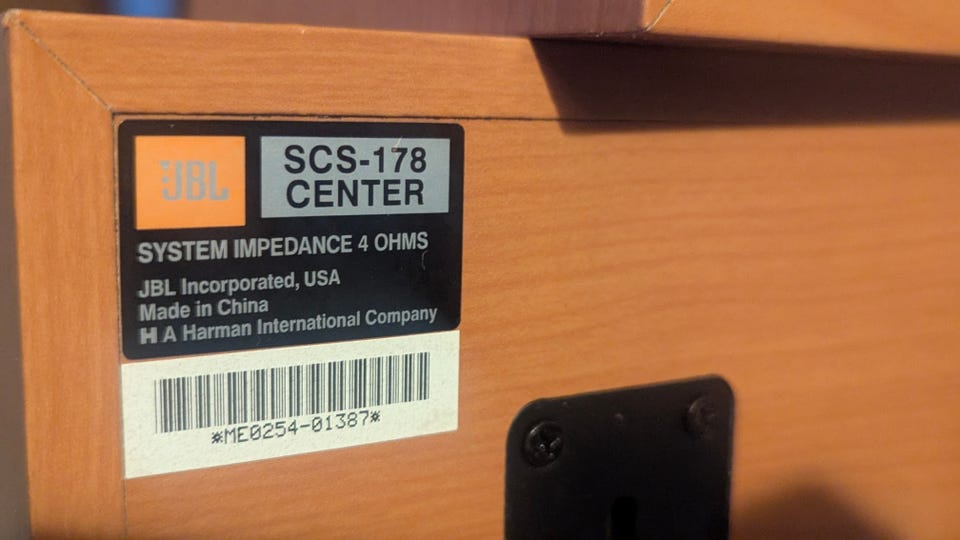 JBL
SCS-178
CENTER
SYSTEM IMPEDANCE 4 OHMS
JBL Incorporated, USA
Made in China
H A Harman International Company
*ME0254-01387*